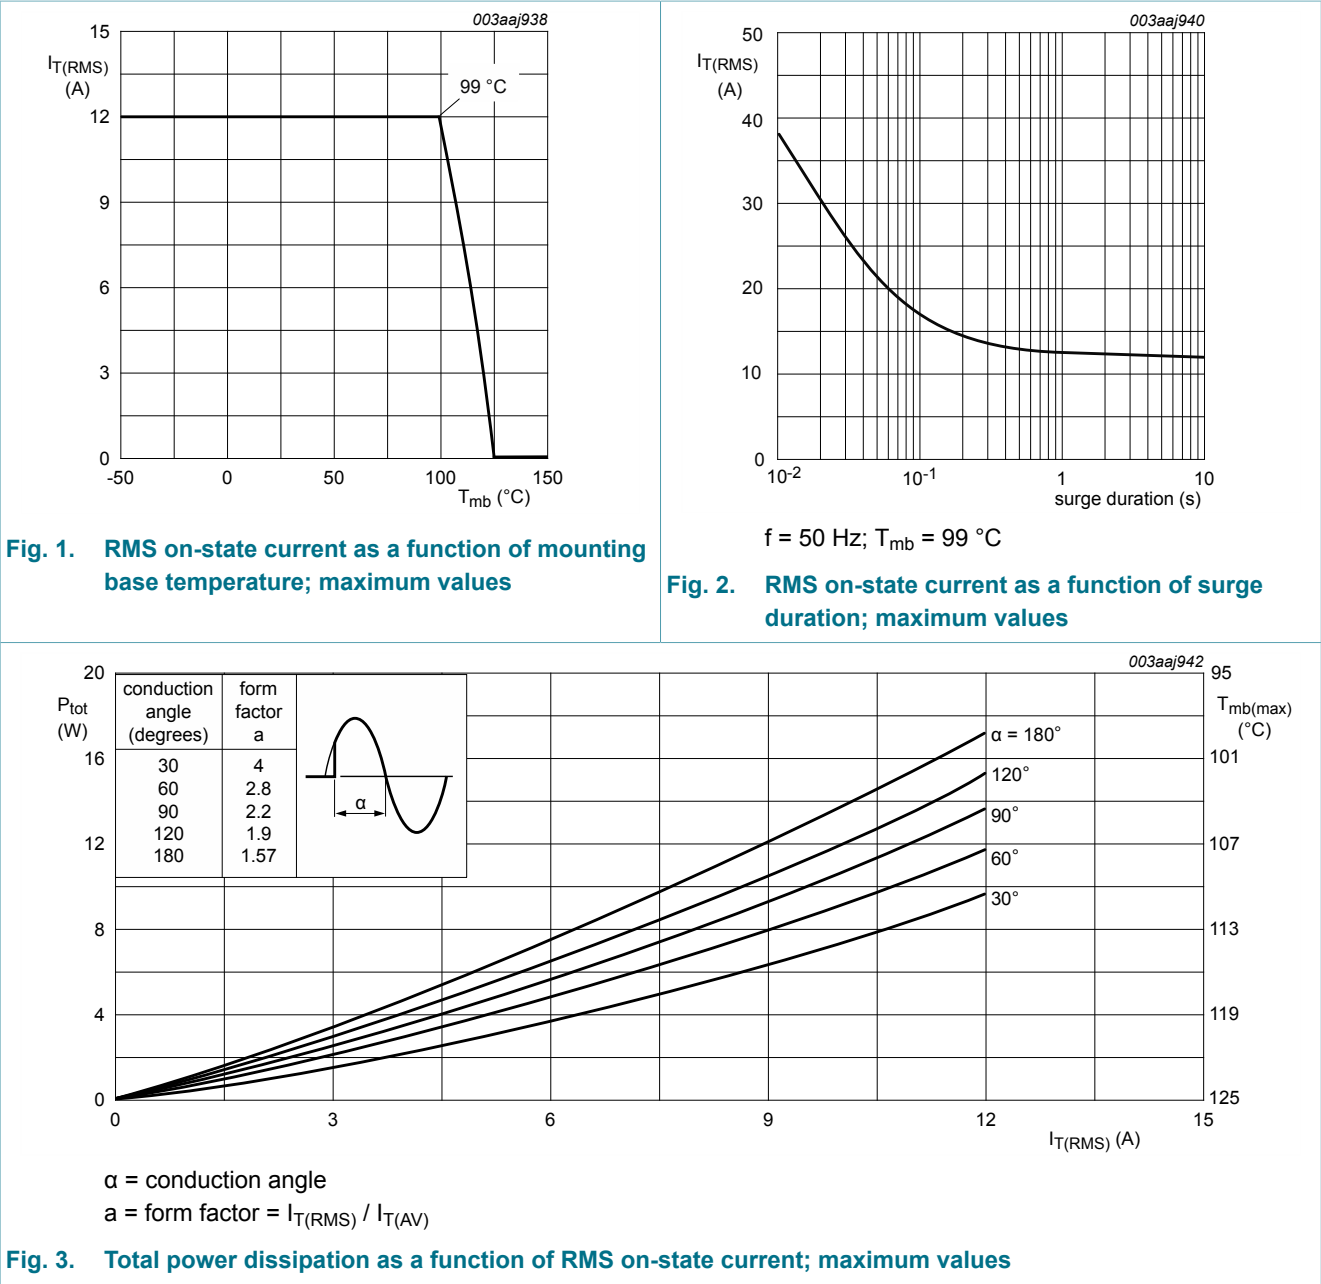 003aaj938
15
IT(RMS)
(A)
99 °C
12
9
6
3
0
-50 0 50 100 150
Tmb (°C)
Fig. 1. RMS on-state current as a function of mounting
base temperature; maximum values
003aaj940
50
IT(RMS)
(A)
40
30
20
10
0
10-2 10-1 1 10
surge duration (s)
f = 50 Hz; Tmb = 99 °C
Fig. 2. RMS on-state current as a function of surge
duration; maximum values
003aaj942
20
Ptot
(W)
16
12
8
4
0
conduction form
angle factor
(degrees) a
30 4
60 2.8
90 2.2
120 1.9
180 1.57
α
α = 180°
120°
90°
60°
30°
95
Tmb(max)
(°C)
101
107
113
119
125
0 3 6 9 12 15
IT(RMS) (A)
α = conduction angle
a = form factor = IT(RMS) / IT(AV)
Fig. 3. Total power dissipation as a function of RMS on-state current; maximum values